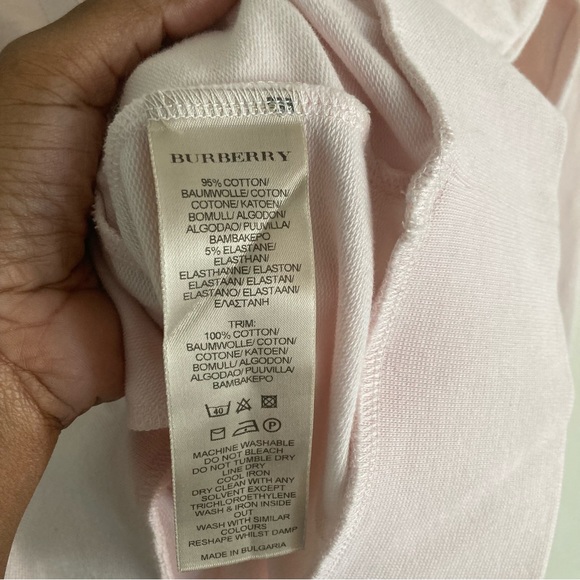 BURBERRY
95% COTTON/
BAUMWOLLE/ COTON/
COTONE/ KATOEN/
BOMULL/ ALGODON/
ALGODAO/ PUUVILLA/
ΒΑΜΒΑΚΕΡΟ
5% ELASTANE/
ELASTHAN/
ELASTHANNE/ ELASTON/
ELASTAAN/ ELASTAN/
ELASTANO/ ELASTAANI/
ΕΛΑΣΤΑΝΗ
TRIM:
100% COTTON/
BAUMWOLLE/ COTON/
COTONE/ KATOEN/
BOMULL/ ALGODON/
ALGODAO/ PUUVILLA/
ΒΑΜΒΑΚΕΡΟ
40
P
MACHINE WASHABLE
DO NOT BLEACH
DO NOT TUMBLE DRY
LINE DRY
COOL IRON
DRY CLEAN WITH ANY
SOLVENT EXCEPT
TRICHLOROETHYLENE
WASH & IRON INSIDE
OUT
WASH WITH SIMILAR
COLOURS
RESHAPE WHILST DAMP
MADE IN BULGARIA